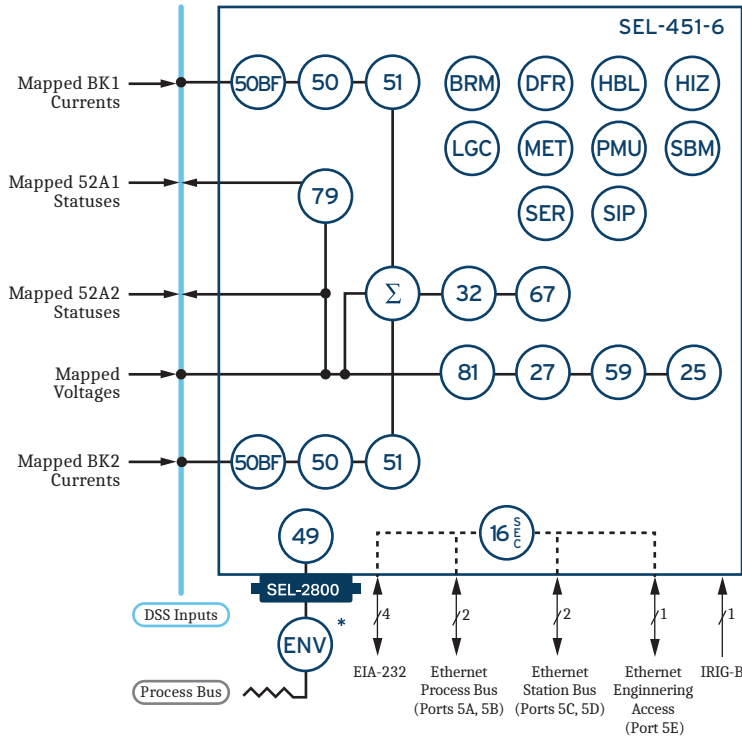 SEL-451-6
Mapped BK1
Currents
50BF
50
51
BRM
DFR
HBL
HIZ
LGC
MET
PMU
SBM
Mapped 52A1
Statuses
79
SER
SIP
Mapped 52A2
Statuses
Σ
32
67
Mapped
Voltages
81
27
59
25
Mapped BK2
Currents
50BF
50
51
49
16 SEC
SEL-2800
DSS Inputs
ENV
*
4
2
2
1
1
EIA-232
Ethernet
Process Bus
(Ports 5A, 5B)
Ethernet
Station Bus
(Ports 5C, 5D)
Ethernet
Enginnering
Access
(Port 5E)
IRIG-B
Process Bus